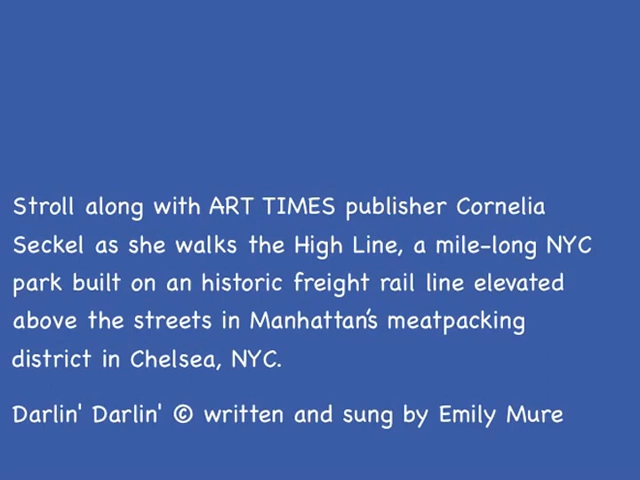 Stroll along with ART TIMES publisher Cornelia
Seckel as she walks the High Line, a mile-long NYC
park built on an historic freight rail line elevated
above the streets in Manhattan's meatpacking
district in Chelsea, NYC.
Darlin' Darlin' © written and sung by Emily Mure